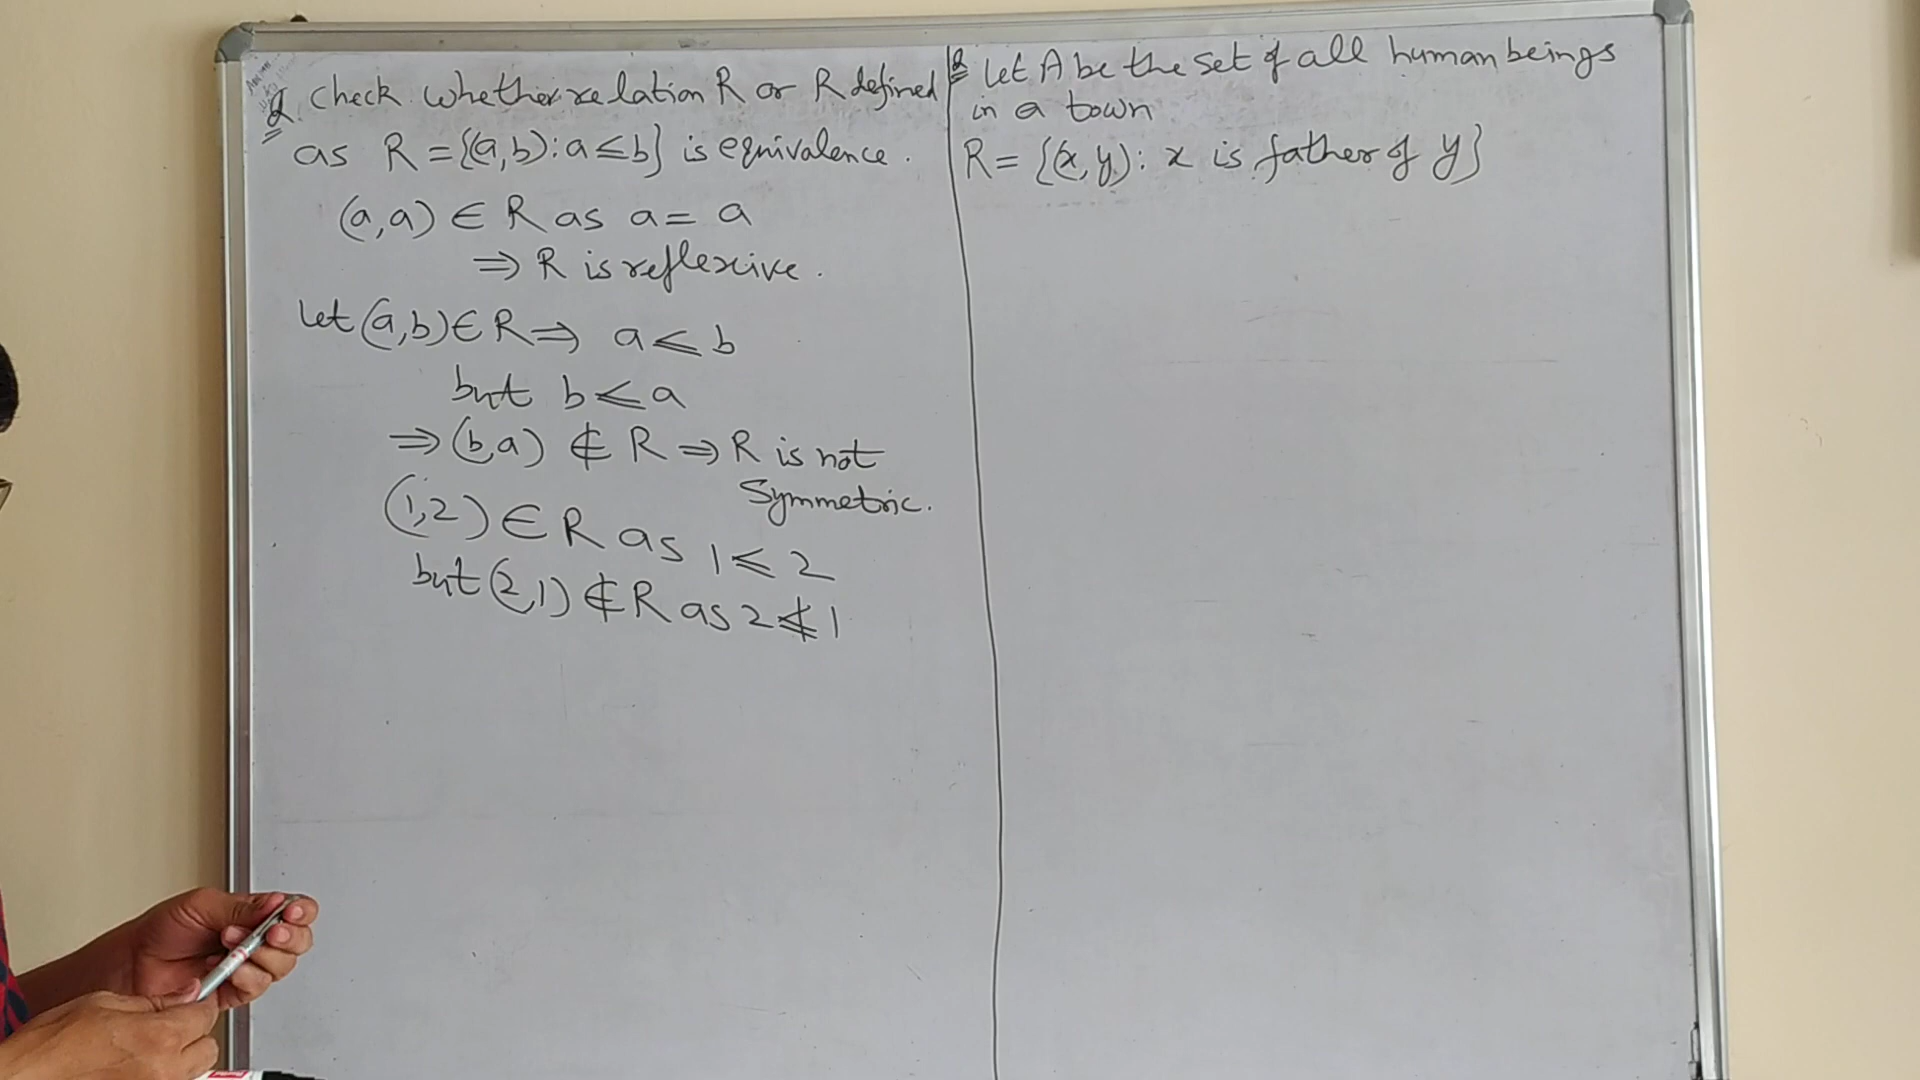 Q. Check whether relation R or R defined
as R = {(a,b): a ≤ b} is equivalence.
(a,a) ∈ R as a = a
⇒ R is reflexive.
let (a,b) ∈ R ⇒ a ≤ b
but b ≤ a
⇒ (b,a) ∉ R ⇒ R is not
Symmetric.
(1,2) ∈ R as 1 ≤ 2
but (2,1) ∉ R as 2 ≰ 1
Q Let A be the set of all human beings
in a town
R = {(x,y): x is father of y}